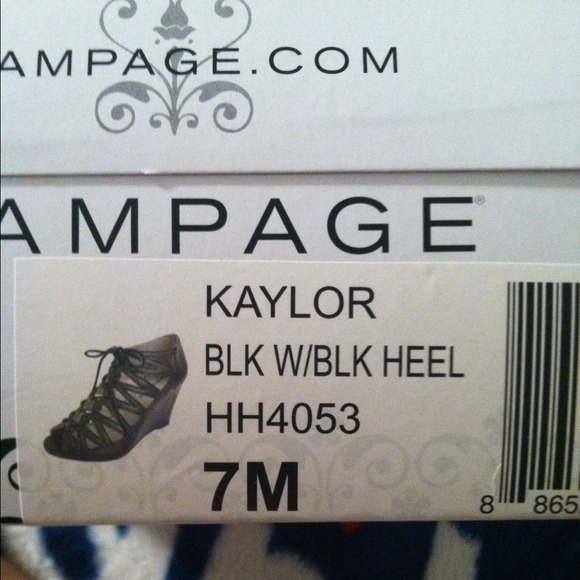 AMPAGE.COM
AMPAGE®
KAYLOR
BLK W/BLK HEEL
HH4053
7M
8 865